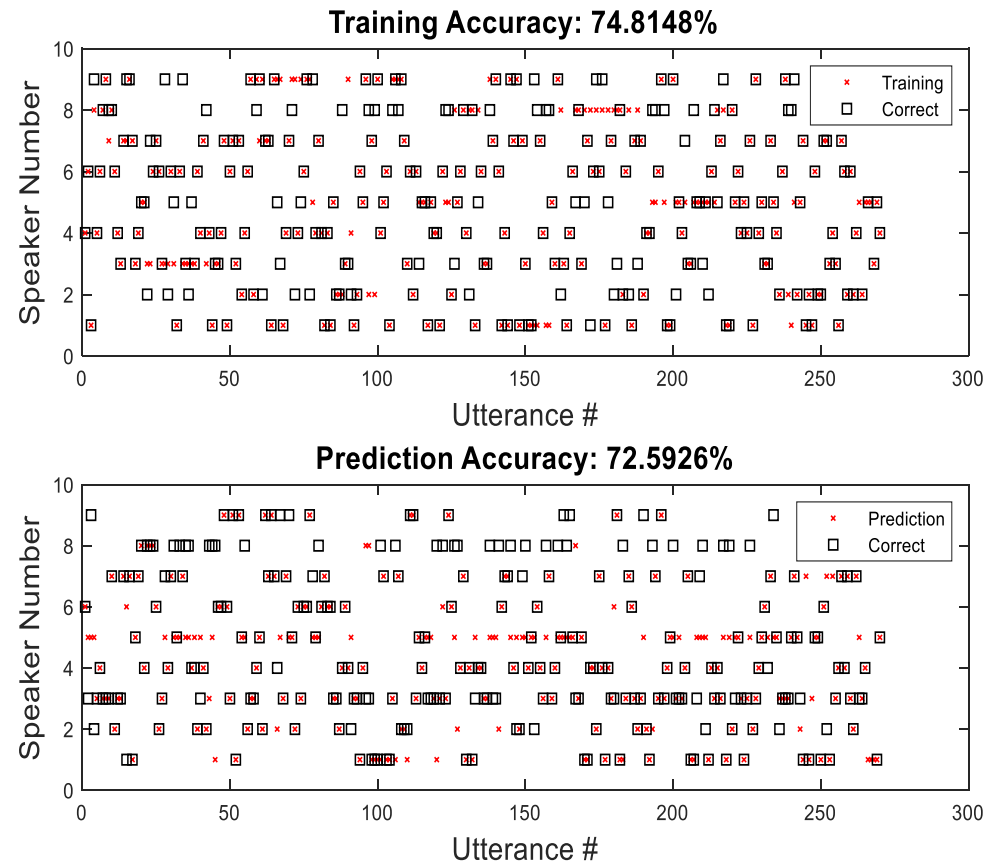 Training Accuracy: 74.8148%
10
8
6
4
2
0
Speaker Number
Training
Correct
0 50 100 150 200 250 300
Utterance #
Prediction Accuracy: 72.5926%
10
8
6
4
2
0
Speaker Number
Prediction
Correct
0 50 100 150 200 250 300
Utterance #